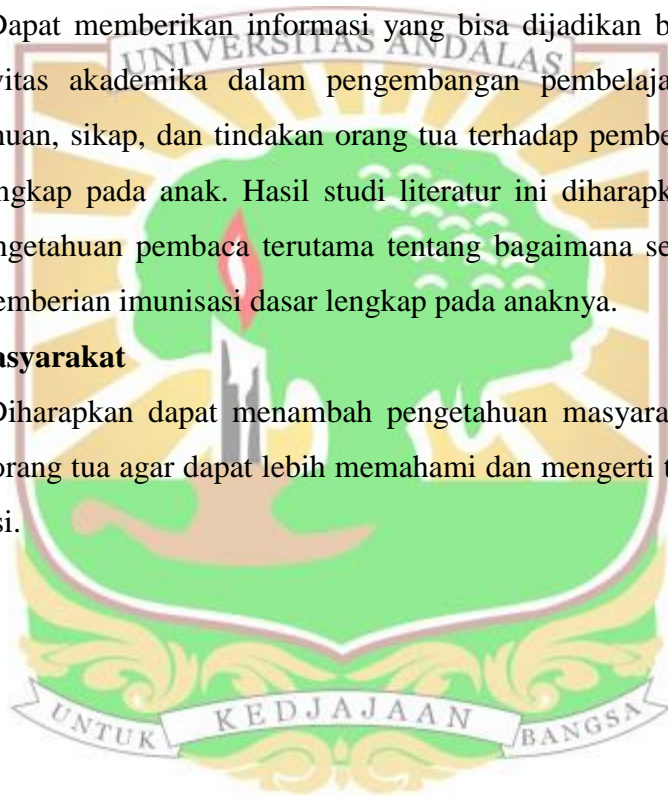 Dapat memberikan informasi yang bisa dijadikan b
UNIVERSITAS ANDALAS
vitas akademika dalam pengembangan pembelaja
uan, sikap, dan tindakan orang tua terhadap pembe
ngkap pada anak. Hasil studi literatur ini diharapk
ngetahuan pembaca terutama tentang bagaimana se
emberian imunisasi dasar lengkap pada anaknya.
asyarakat
Diharapkan dapat menambah pengetahuan masyara
orang tua agar dapat lebih memahami dan mengerti t
si.
UNTUK KEDJAJAAN BANGSA